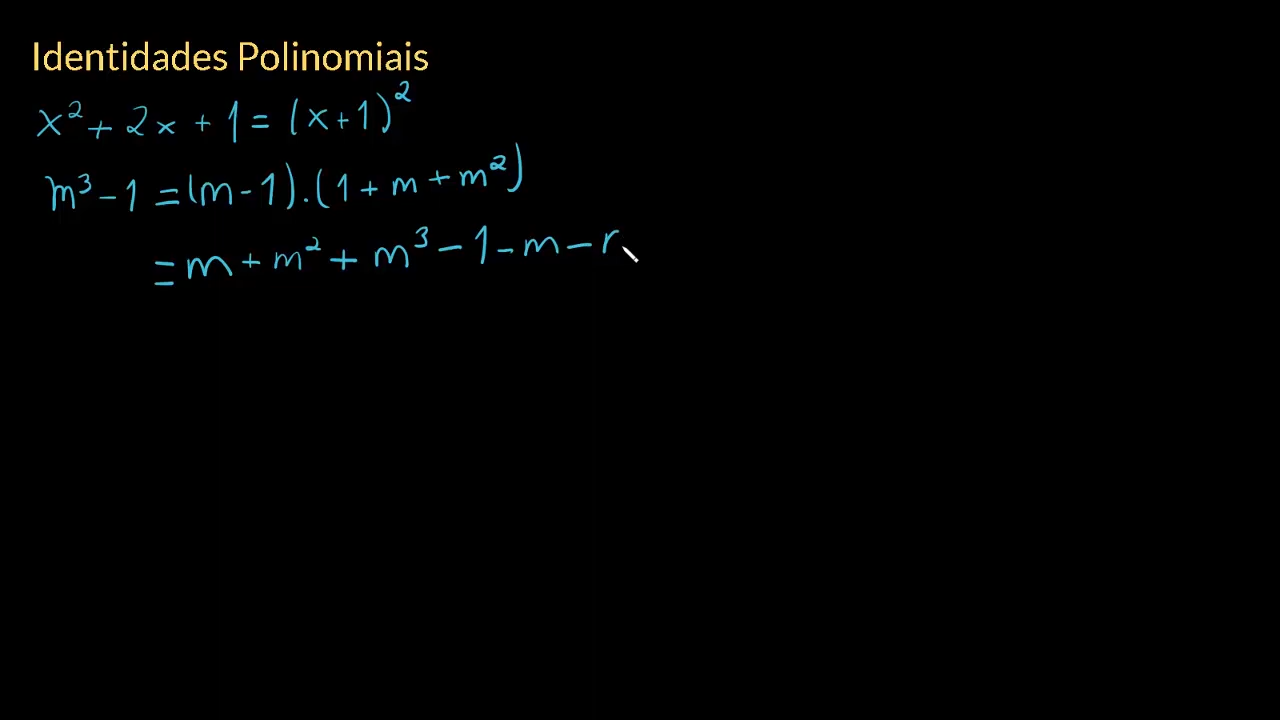 Identidades Polinomiais
x² + 2x + 1 = (x+1)²
m³ - 1 = (m - 1).(1 + m + m²)
= m + m² + m³ - 1 - m -